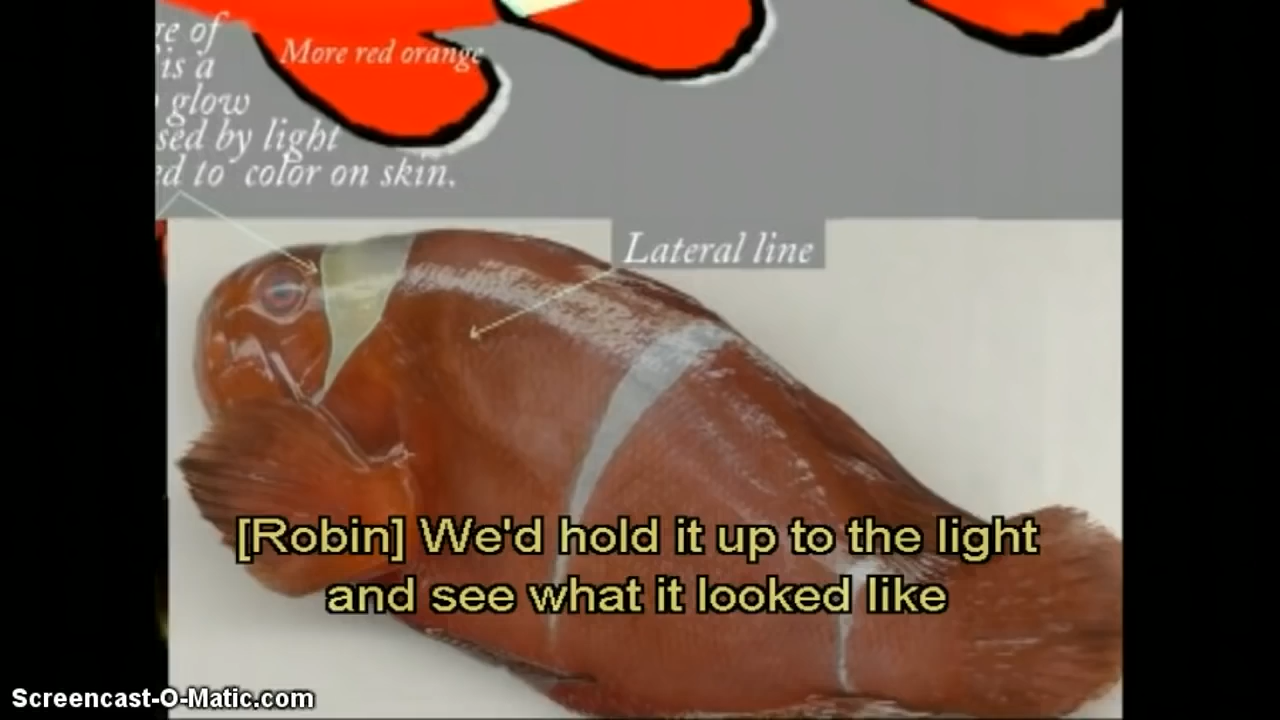 of
More red orange
is a
glow
by light
to color on skin.
Lateral line
[Robin] We'd hold it up to the light
and see what it looked like
Screencast-O-Matic.com